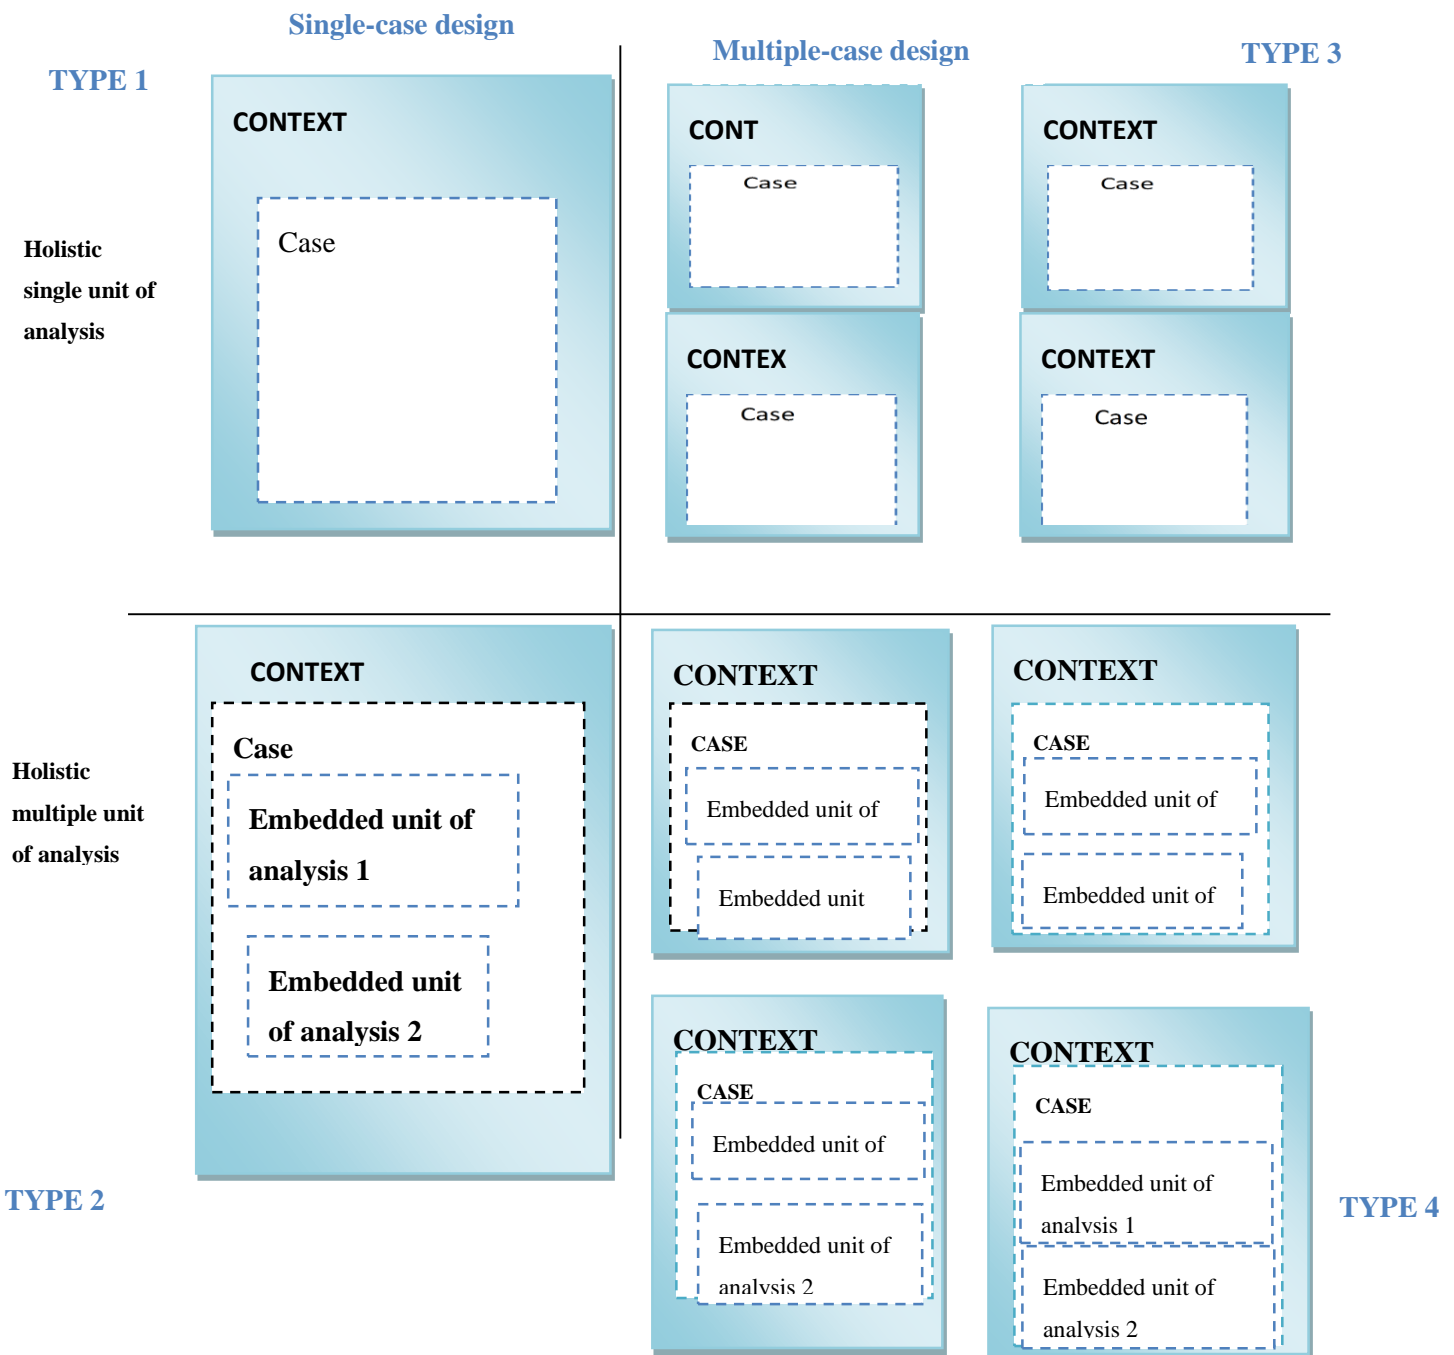 Single-case design
Multiple-case design
TYPE 3
TYPE 1
CONTEXT
Case
Holistic
single unit of
analysis
CONT
Case
CONTEXT
Case
CONTEX
Case
CONTEXT
Case
CONTEXT
Case
Embedded unit of
analysis 1
Embedded unit
of analysis 2
Holistic
multiple unit
of analysis
CONTEXT
CASE
Embedded unit of
Embedded unit
CONTEXT
CASE
Embedded unit of
Embedded unit of
CONTEXT
CASE
Embedded unit of
Embedded unit of
analysis 2
CONTEXT
CASE
Embedded unit of
analysis 1
Embedded unit of
analysis 2
TYPE 2
TYPE 4